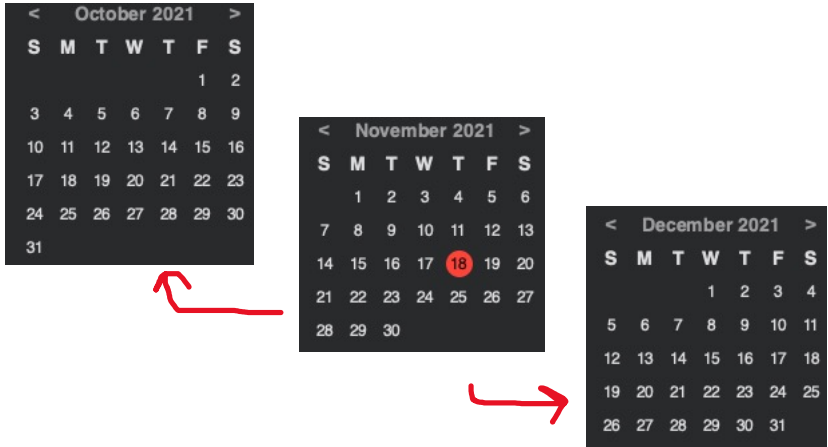 < October 2021 >
S M T W T F S
1 2
3 4 5 6 7 8 9
10 11 12 13 14 15 16
17 18 19 20 21 22 23
24 25 26 27 28 29 30
31
< November 2021 >
S M T W T F S
1 2 3 4 5 6
7 8 9 10 11 12 13
14 15 16 17 18 19 20
21 22 23 24 25 26 27
28 29 30
< December 2021 >
S M T W T F S
1 2 3 4
5 6 7 8 9 10 11
12 13 14 15 16 17 18
19 20 21 22 23 24 25
26 27 28 29 30 31